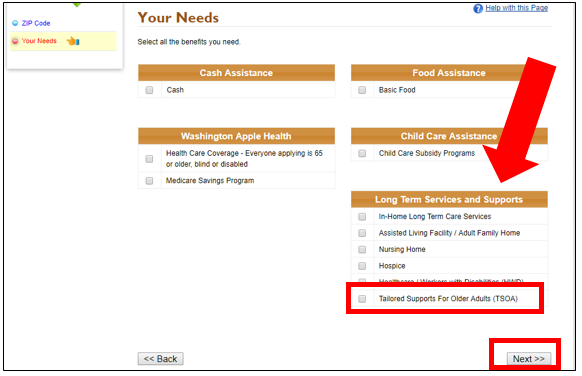 ZIP Code
Your Needs
Your Needs
Help with this Page
Select all the benefits you need.
Cash Assistance
Cash
Food Assistance
Basic Food
Washington Apple Health
Health Care Coverage - Everyone applying is 65
or older, blind or disabled
Medicare Savings Program
Child Care Assistance
Child Care Subsidy Programs
Long Term Services and Supports
In-Home Long Term Care Services
Assisted Living Facility / Adult Family Home
Nursing Home
Hospice
Healthcare / Workers with Disabilities (HWD)
Tailored Supports For Older Adults (TSOA)
<< Back
Next >>